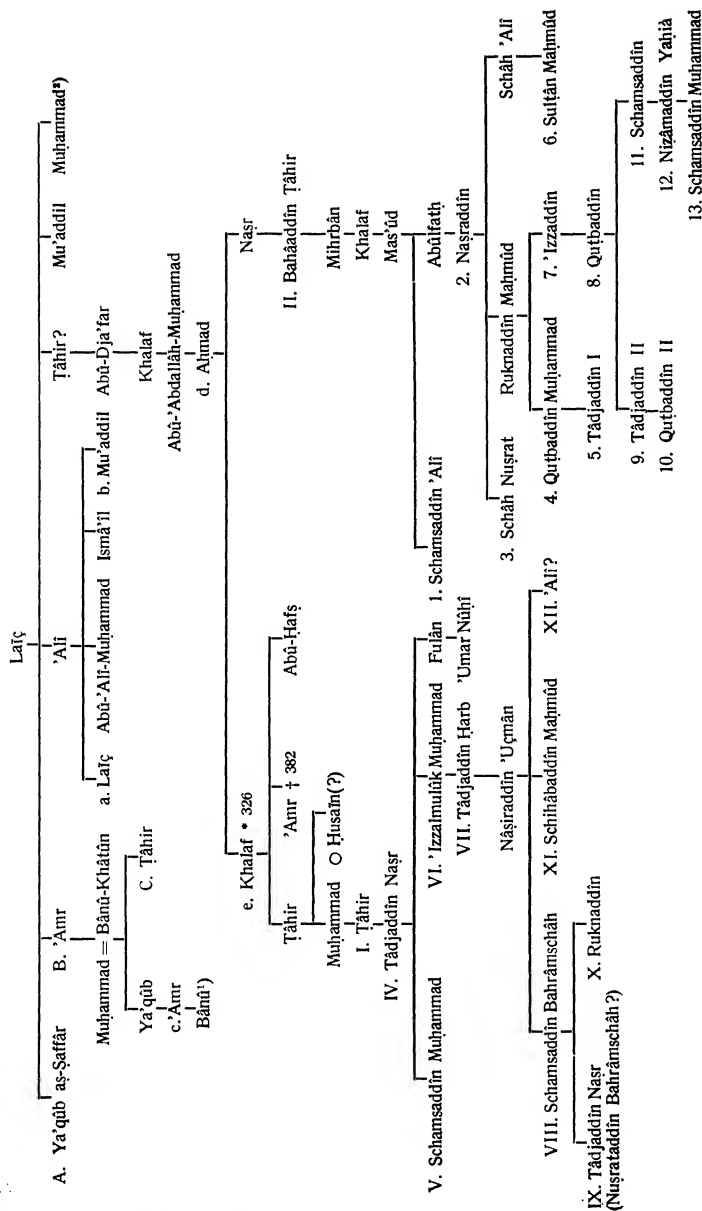 Laïç
A. Ya'qûb aṣ-Ṣaffâr B. 'Amr 'Alî Ṭâhir? Mu'addil Muḥammad²)
Muḥammad = Bânû-Khâtûn a. Laïç Abû-'Alî-Muḥammad Ismâ'îl b. Mu'addil Abû-Dja'far
Ya'qûb C. Ṭâhir Khalaf
c. 'Amr Abû-'Abdallâh-Muḥammad
Bânû¹) d. Aḥmad
e. Khalaf * 326 Naṣr
Ṭâhir 'Amr † 382 Abû-Ḥafṣ II. Bahâaddîn Ṭâhir
Muḥammad ○ Ḥusaïn(?) Mihrbân
I. Ṭâhir Khalaf
IV. Tâdjaddîn Naṣr Mas'ûd
V. Schamsaddîn Muḥammad VI. 'Izzalmulûk Muḥammad Fulân 1. Schamsaddîn 'Alî Abûlfatḥ
VII. Tâdjaddîn Ḥarb 'Umar Nûḥî 2. Naṣraddîn
Nâṣiraddîn 'Uçmân 3. Schâh Nuṣrat Ruknaddîn Maḥmûd Schâh 'Alî
VIII. Schamsaddîn Bahrâmschâh XI. Schihâbaddîn Maḥmûd XII. 'Alî? 4. Quṭbaddîn Muḥammad 7. 'Izzaddîn 6. Sulṭân Maḥmûd
5. Tâdjaddîn I 8. Quṭbaddîn
IX. Tâdjaddîn Naṣr X. Ruknaddîn 9. Tâdjaddîn II 11. Schamsaddîn
(Nuṣrataddîn Bahrâmschâh?) 10. Quṭbaddîn II 12. Niẓâmaddîn Yaḥià
13. Schamsaddîn Muḥammad